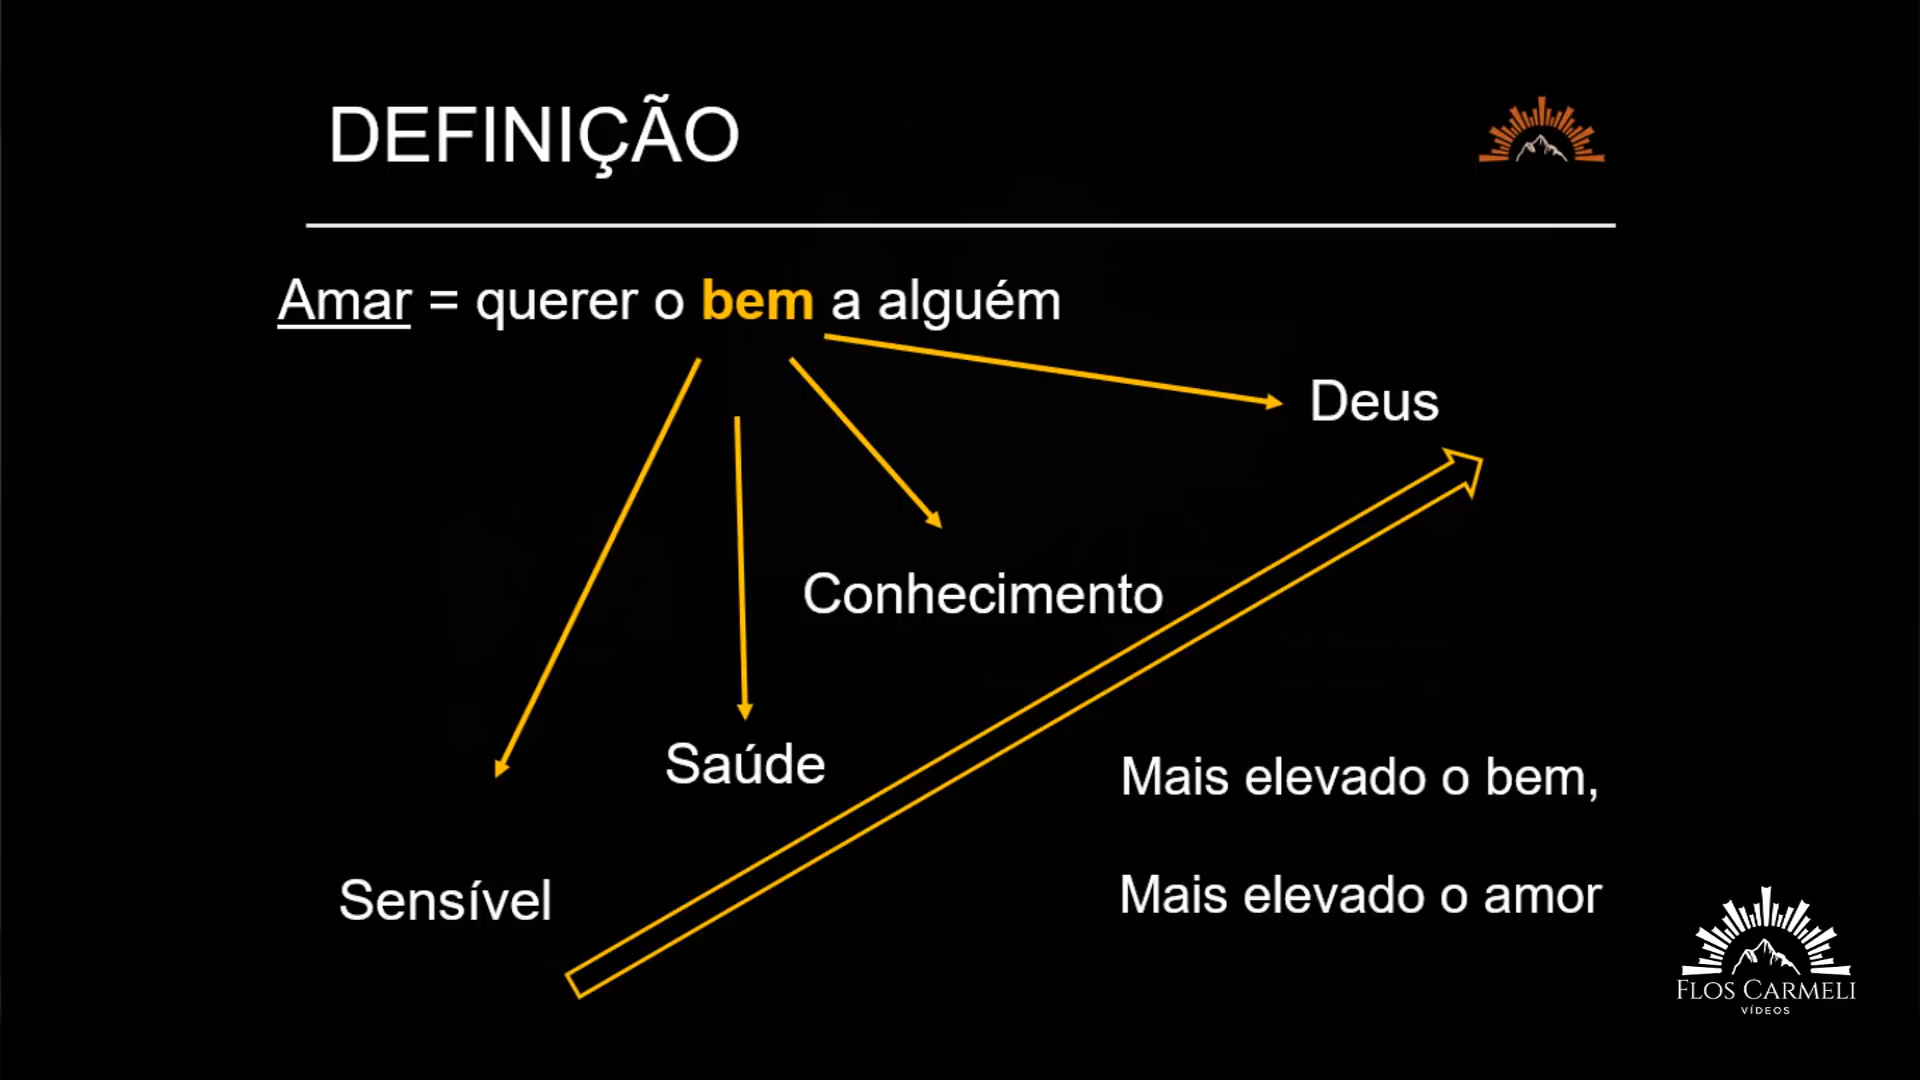 DEFINIÇÃO
Amar = querer o bem a alguém
Deus
Conhecimento
Saúde
Sensível
Mais elevado o bem,
Mais elevado o amor
FLOS CARMELI
VÍDEOS